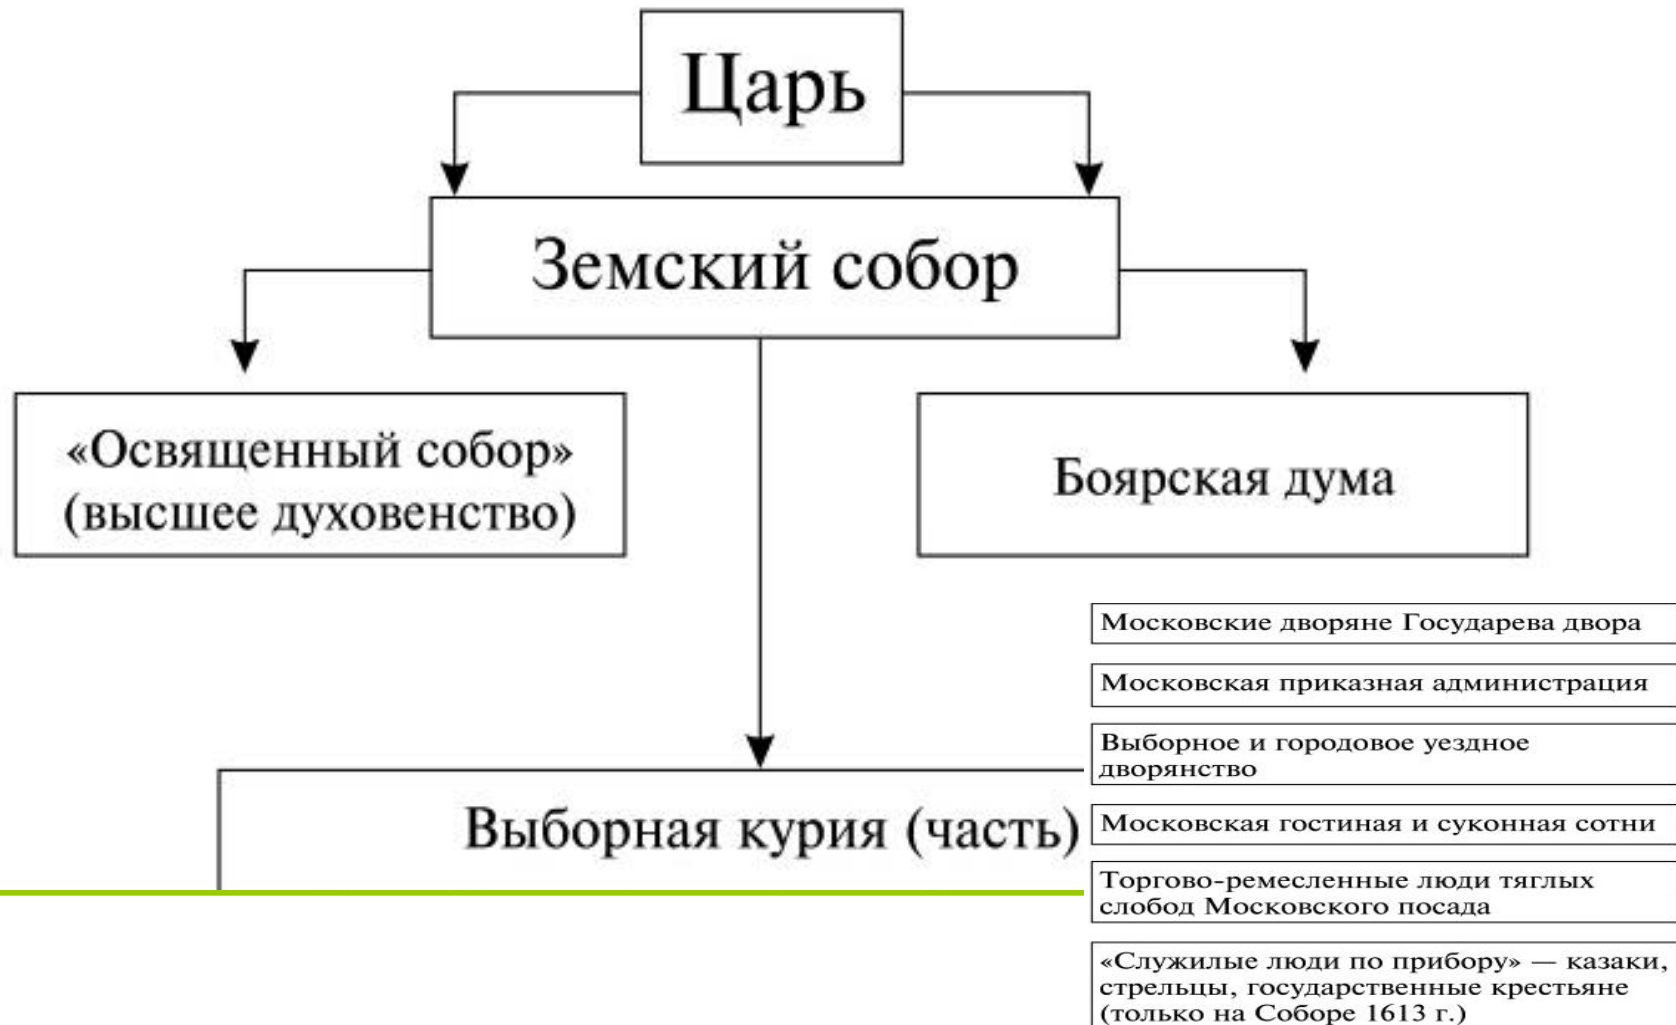 Царь
Земский собор
«Освященный собор»
(высшее духовенство)
Боярская дума
Выборная курия (часть)
Московские дворяне Государева двора
Московская приказная администрация
Выборное и городовое уездное
дворянство
Московская гостиная и суконная сотни
Торгово-ремесленные люди тяглых
слобод Московского посада
«Служилые люди по прибору» — казаки,
стрельцы, государственные крестьяне
(только на Соборе 1613 г.)